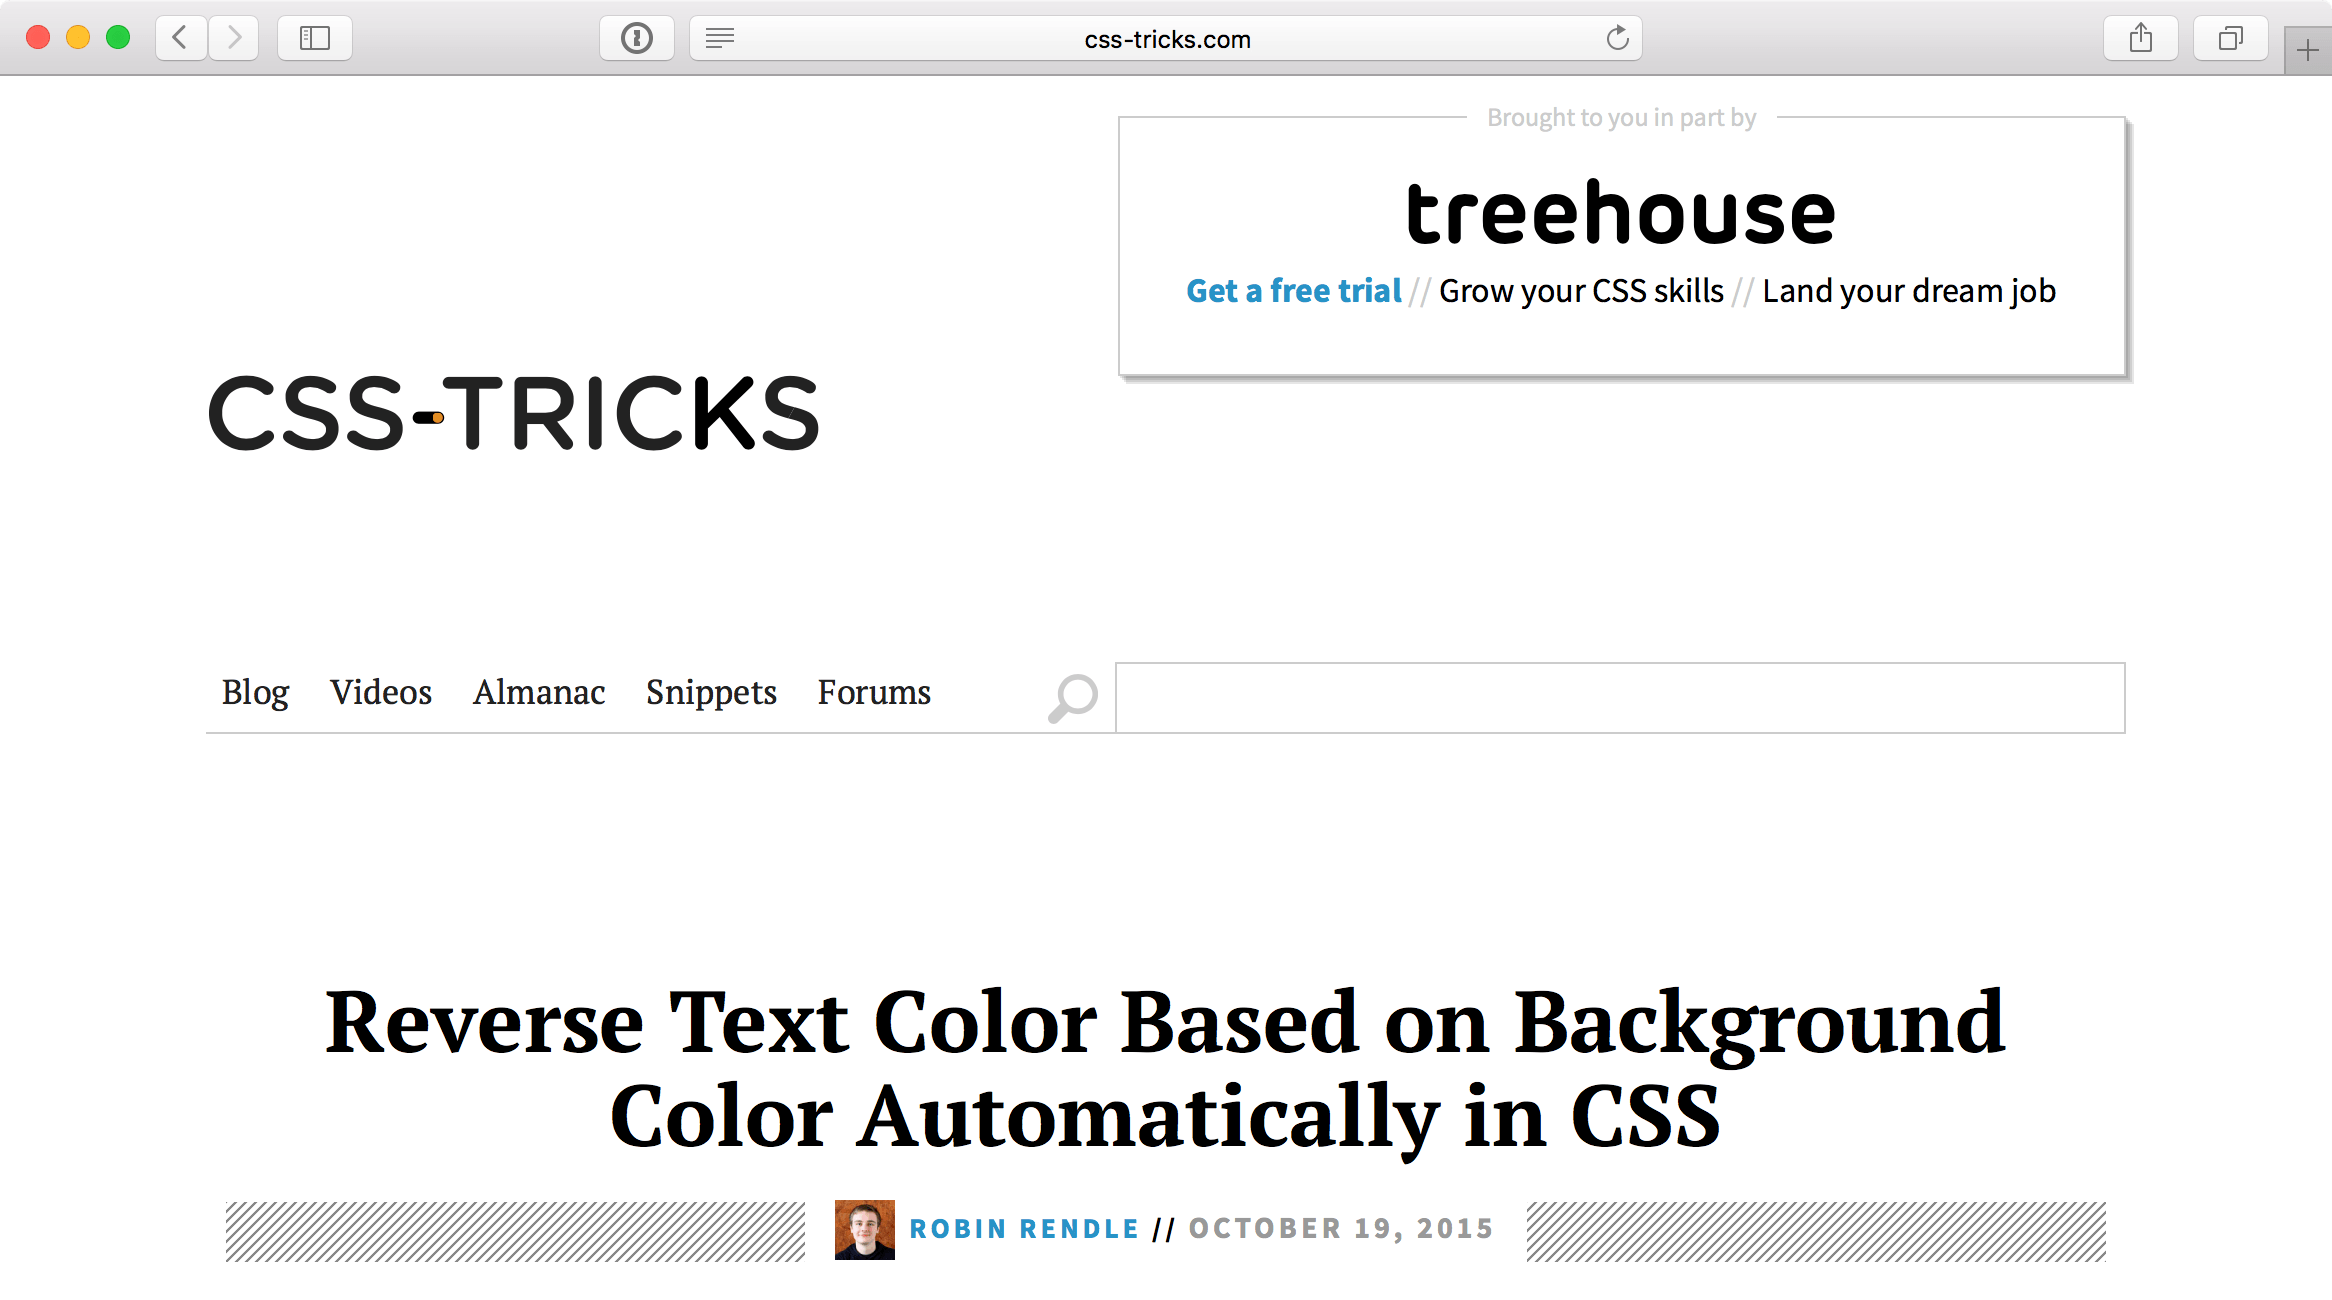 css-tricks.com
Brought to you in part by
treehouse
Get a free trial // Grow your CSS skills // Land your dream job
CSS-TRICKS
Blog Videos Almanac Snippets Forums
Reverse Text Color Based on Background
Color Automatically in CSS
ROBIN RENDLE // OCTOBER 19, 2015